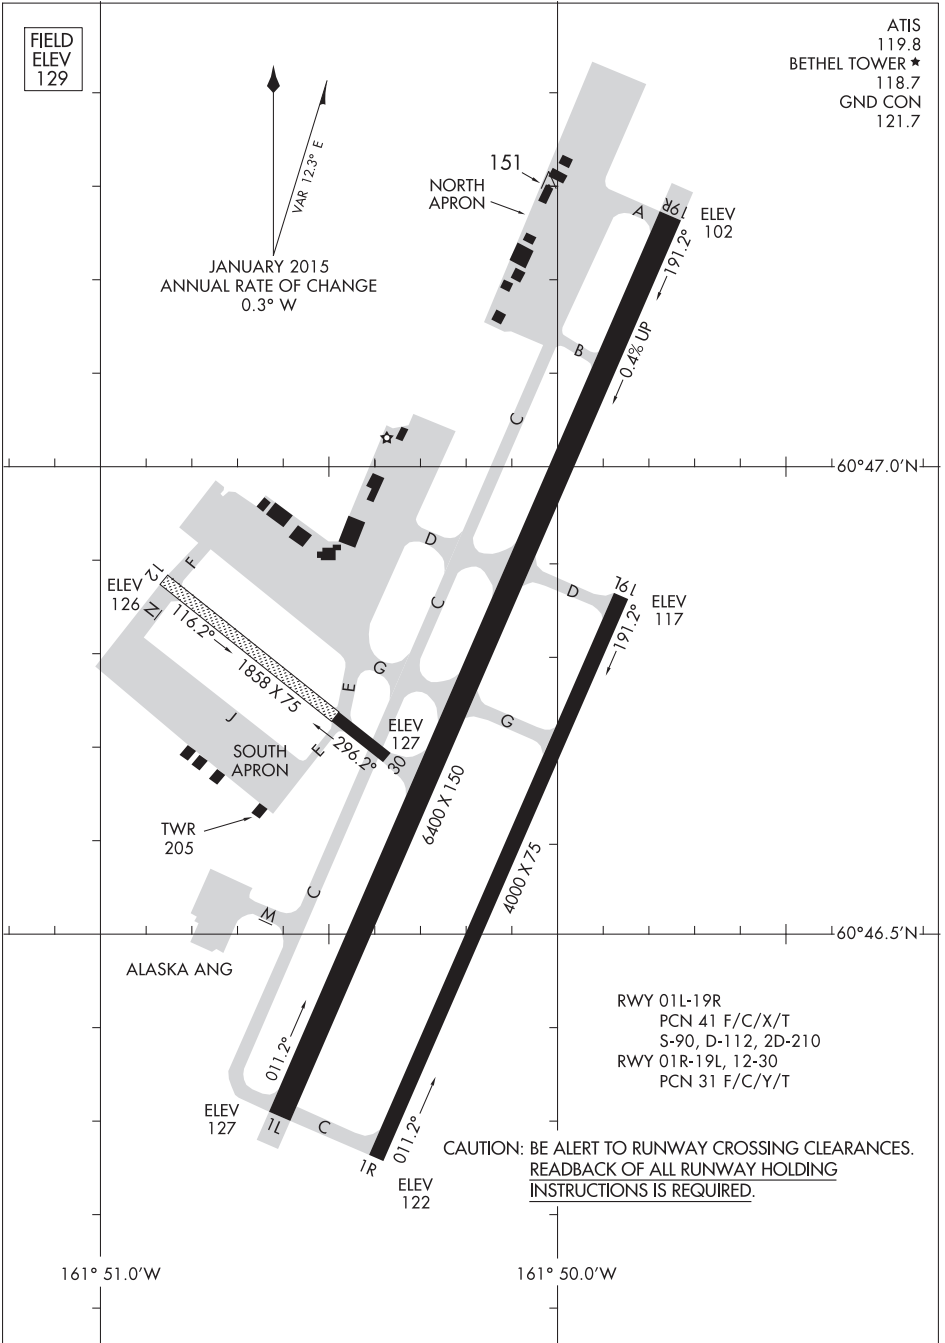 FIELD
ELEV
129
ATIS
119.8
BETHEL TOWER ★
118.7
GND CON
121.7
VAR 12.3° E
JANUARY 2015
ANNUAL RATE OF CHANGE
0.3° W
151
NORTH
APRON
A
19R
ELEV
102
191.2°
0.4% UP
B
C
60°47.0'N
D
F
12
ELEV
126
N
116.2°
1858 X 75
C
D
19L
ELEV
117
191.2°
G
E
J
G
SOUTH
APRON
E
296.2°
ELEV
127
30
6400 X 150
TWR
205
4000 X 75
C
M
60°46.5'N
ALASKA ANG
RWY 01L-19R
PCN 41 F/C/X/T
S-90, D-112, 2D-210
RWY 01R-19L, 12-30
PCN 31 F/C/Y/T
011.2°
ELEV
127
1L
C
1R
011.2°
ELEV
122
CAUTION: BE ALERT TO RUNWAY CROSSING CLEARANCES.
READBACK OF ALL RUNWAY HOLDING
INSTRUCTIONS IS REQUIRED.
161° 51.0'W
161° 50.0'W